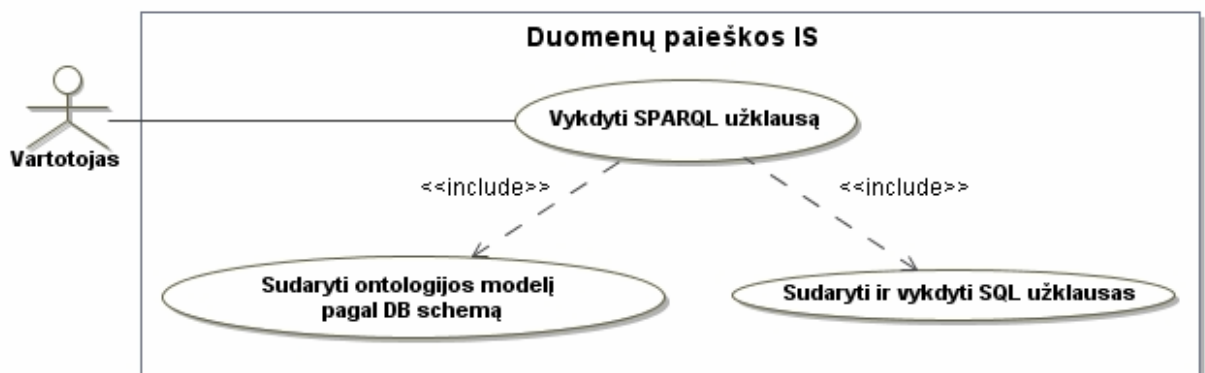 Duomenų paieškos IS
Vykdyti SPARQL užklausą
Vartotojas
<<include>>
<<include>>
Sudaryti ontologijos modelį
pagal DB schemą
Sudaryti ir vykdyti SQL užklausas